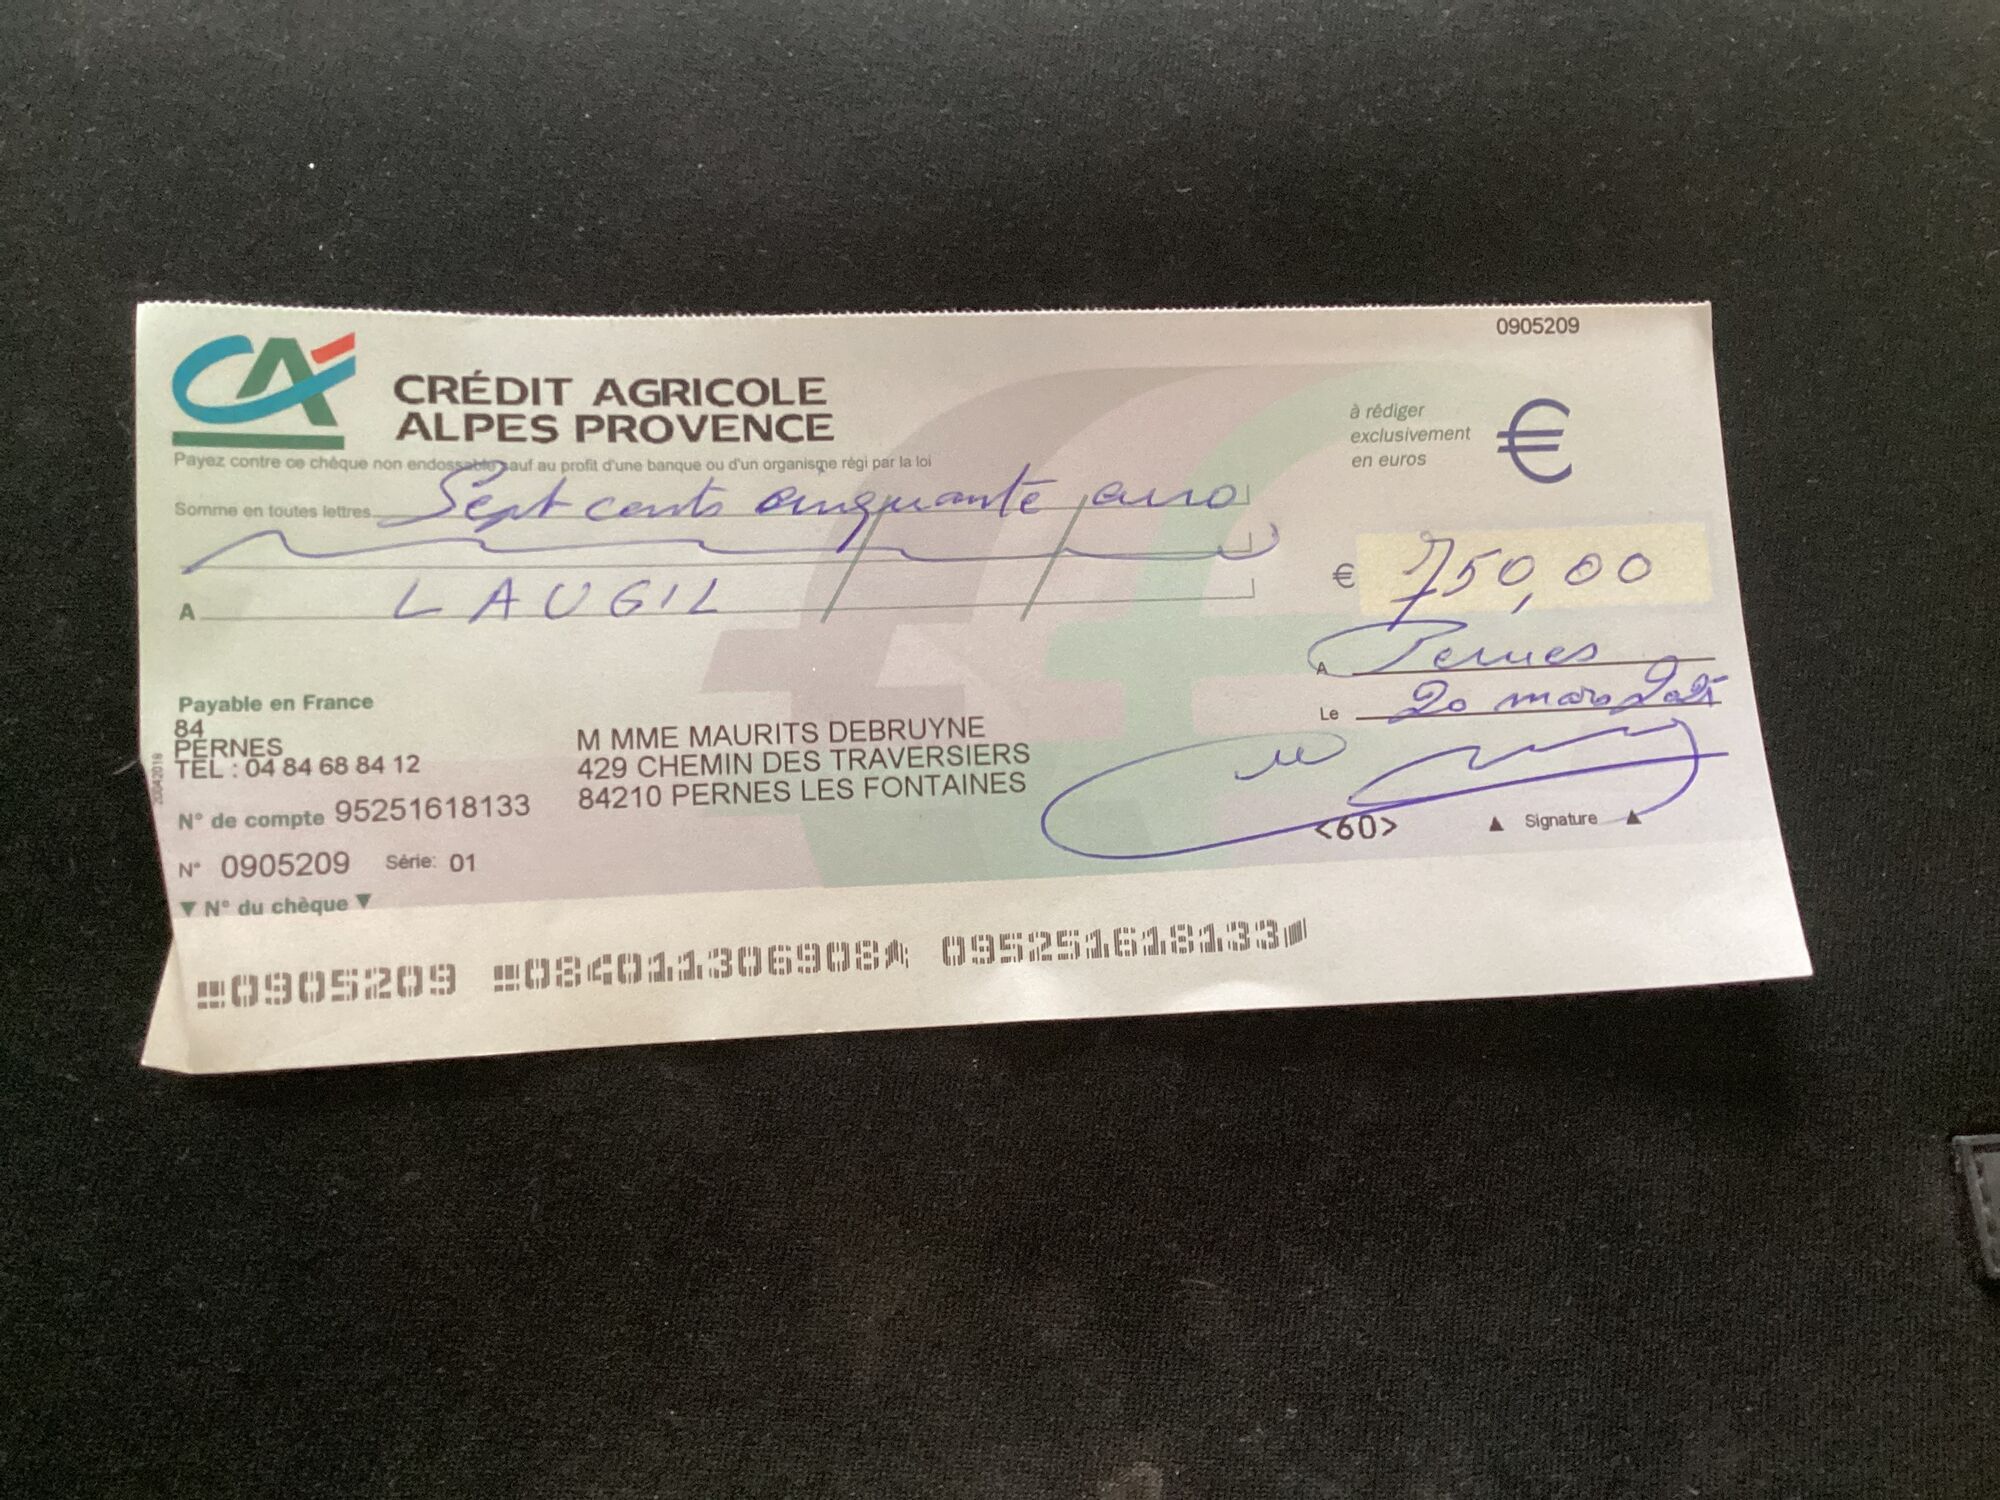 0905209
CA
CRÉDIT AGRICOLE
ALPES PROVENCE
à rédiger
exclusivement
en euros
€
Payez contre ce chèque non endossable sauf au profit d'une banque ou d'un organisme régi par la loi
Somme en toutes lettres Sept cents cinquante euro
€ 750,00
A LAUGIL
A Pernes
Le 20 mars 2025
Payable en France
84
PERNES
TEL : 04 84 68 84 12
M MME MAURITS DEBRUYNE
429 CHEMIN DES TRAVERSIERS
84210 PERNES LES FONTAINES
N° de compte 95251618133
<60>
▲ Signature ▲
N° 0905209 Série: 01
▼ N° du chèque ▼
0905209 084011306908 095251618133